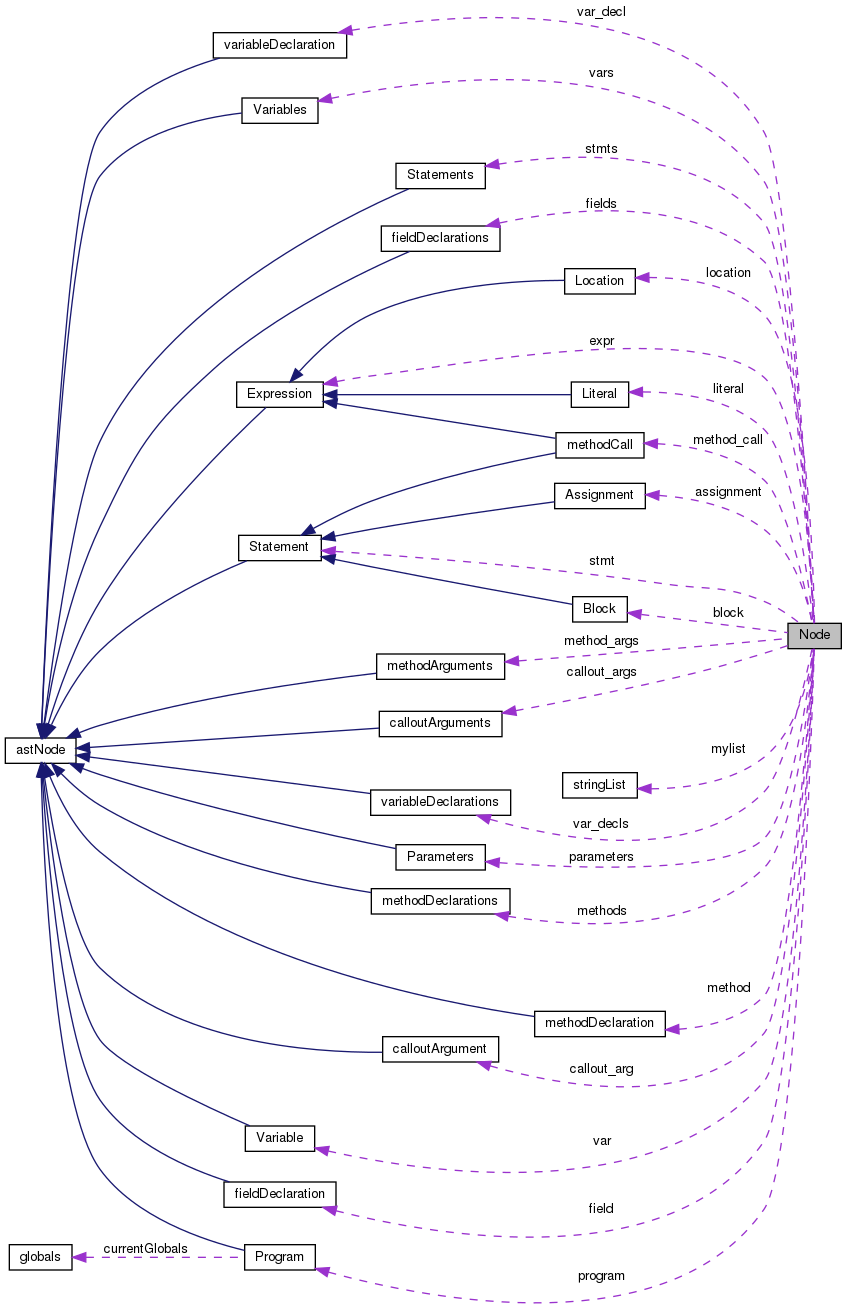 var_decl
variableDeclaration
vars
Variables
stmts
Statements
fields
fieldDeclarations
location
Location
expr
literal
Expression
Literal
method_call
methodCall
assignment
Assignment
Statement
stmt
Block
block
Node
method_args
methodArguments
callout_args
calloutArguments
astNode
mylist
stringList
variableDeclarations
var_decls
Parameters
parameters
methodDeclarations
methods
method
methodDeclaration
calloutArgument
callout_arg
Variable
var
fieldDeclaration
field
globals
currentGlobals
Program
program